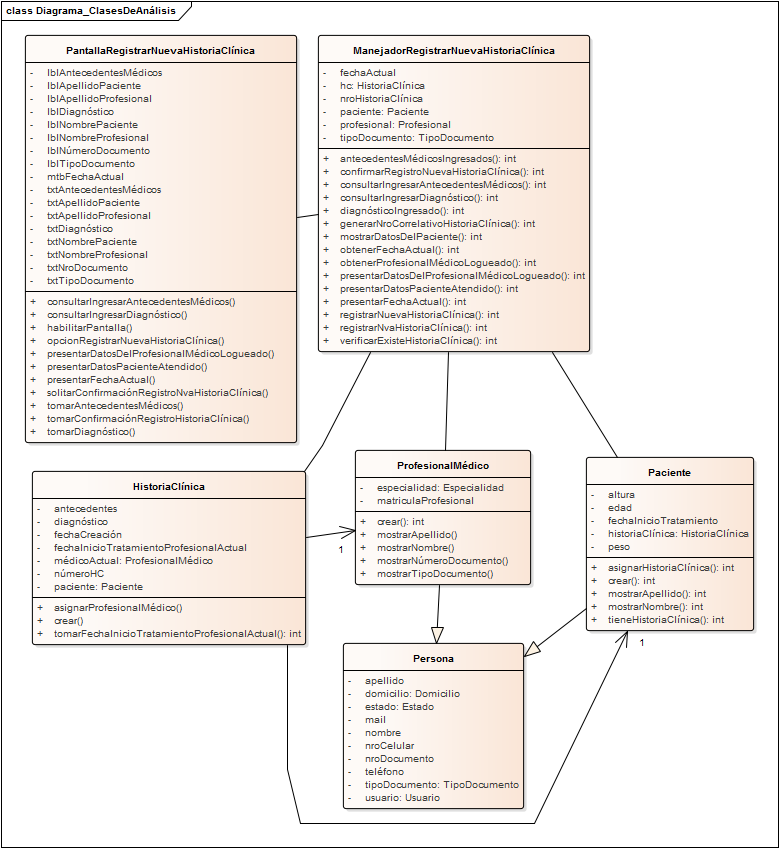 class Diagrama_ClasesDeAnálisis
PantallaRegistrarNuevaHistoriaClínica
- lblAntecedentesMédicos
- lblApellidoPaciente
- lblApellidoProfesional
- lblDiagnóstico
- lblNombrePaciente
- lblNombreProfesional
- lblNúmeroDocumento
- lblTipoDocumento
- mtbFechaActual
- txtAntecedentesMédicos
- txtApellidoPaciente
- txtApellidoProfesional
- txtDiagnóstico
- txtNombrePaciente
- txtNombreProfesional
- txtNroDocumento
- txtTipoDocumento
+ consultarIngresarAntecedentesMédicos()
+ consultarIngresarDiagnóstico()
+ habilitarPantalla()
+ opcionRegistrarNuevaHistoriaClínica()
+ presentarDatosDelProfesionalMédicoLogueado()
+ presentarDatosPacienteAtendido()
+ presentarFechaActual()
+ solitarConfirmaciónRegistroNvaHistoriaClínica()
+ tomarAntecedentesMédicos()
+ tomarConfirmaciónRegistroHistoriaClínica()
+ tomarDiagnóstico()
ManejadorRegistrarNuevaHistoriaClínica
- fechaActual
- hc: HistoriaClínica
- nroHistoriaClínica
- paciente: Paciente
- profesional: Profesional
- tipoDocumento: TipoDocumento
+ antecedentesMédicosIngresados(): int
+ confirmarRegistroNuevaHistoriaClínica(): int
+ consultarIngresarAntecedentesMédicos(): int
+ consultarIngresarDiagnóstico(): int
+ diagnósticoIngresado(): int
+ generarNroCorrelativoHistoriaClínica(): int
+ mostrarDatosDelPaciente(): int
+ obtenerFechaActual(): int
+ obtenerProfesionalMédicoLogueado(): int
+ presentarDatosDelProfesionalMédicoLogueado(): int
+ presentarDatosPacienteAtendido(): int
+ presentarFechaActual(): int
+ registrarNuevaHistoriaClínica(): int
+ registrarNvaHistoriaClínica(): int
+ verificarExisteHistoriaClínica(): int
HistoriaClínica
- antecedentes
- diagnóstico
- fechaCreación
- fechaInicioTratamientoProfesionalActual
- médicoActual: ProfesionalMédico
- númeroHC
- paciente: Paciente
+ asignarProfesionalMédico()
+ crear()
+ tomarFechaInicioTratamientoProfesionalActual(): int
1
ProfesionalMédico
- especialidad: Especialidad
- matriculaProfesional
+ crear(): int
+ mostrarApellido()
+ mostrarNombre()
+ mostrarNúmeroDocumento()
+ mostrarTipoDocumento()
Paciente
- altura
- edad
- fechaInicioTratamiento
- historiaClínica: HistoriaClínica
- peso
+ asignarHistoriaClínica(): int
+ crear(): int
+ mostrarApellido(): int
+ mostrarNombre(): int
+ tieneHistoriaClínica(): int
1
Persona
- apellido
- domicilio: Domicilio
- estado: Estado
- mail
- nombre
- nroCelular
- nroDocumento
- teléfono
- tipoDocumento: TipoDocumento
- usuario: Usuario